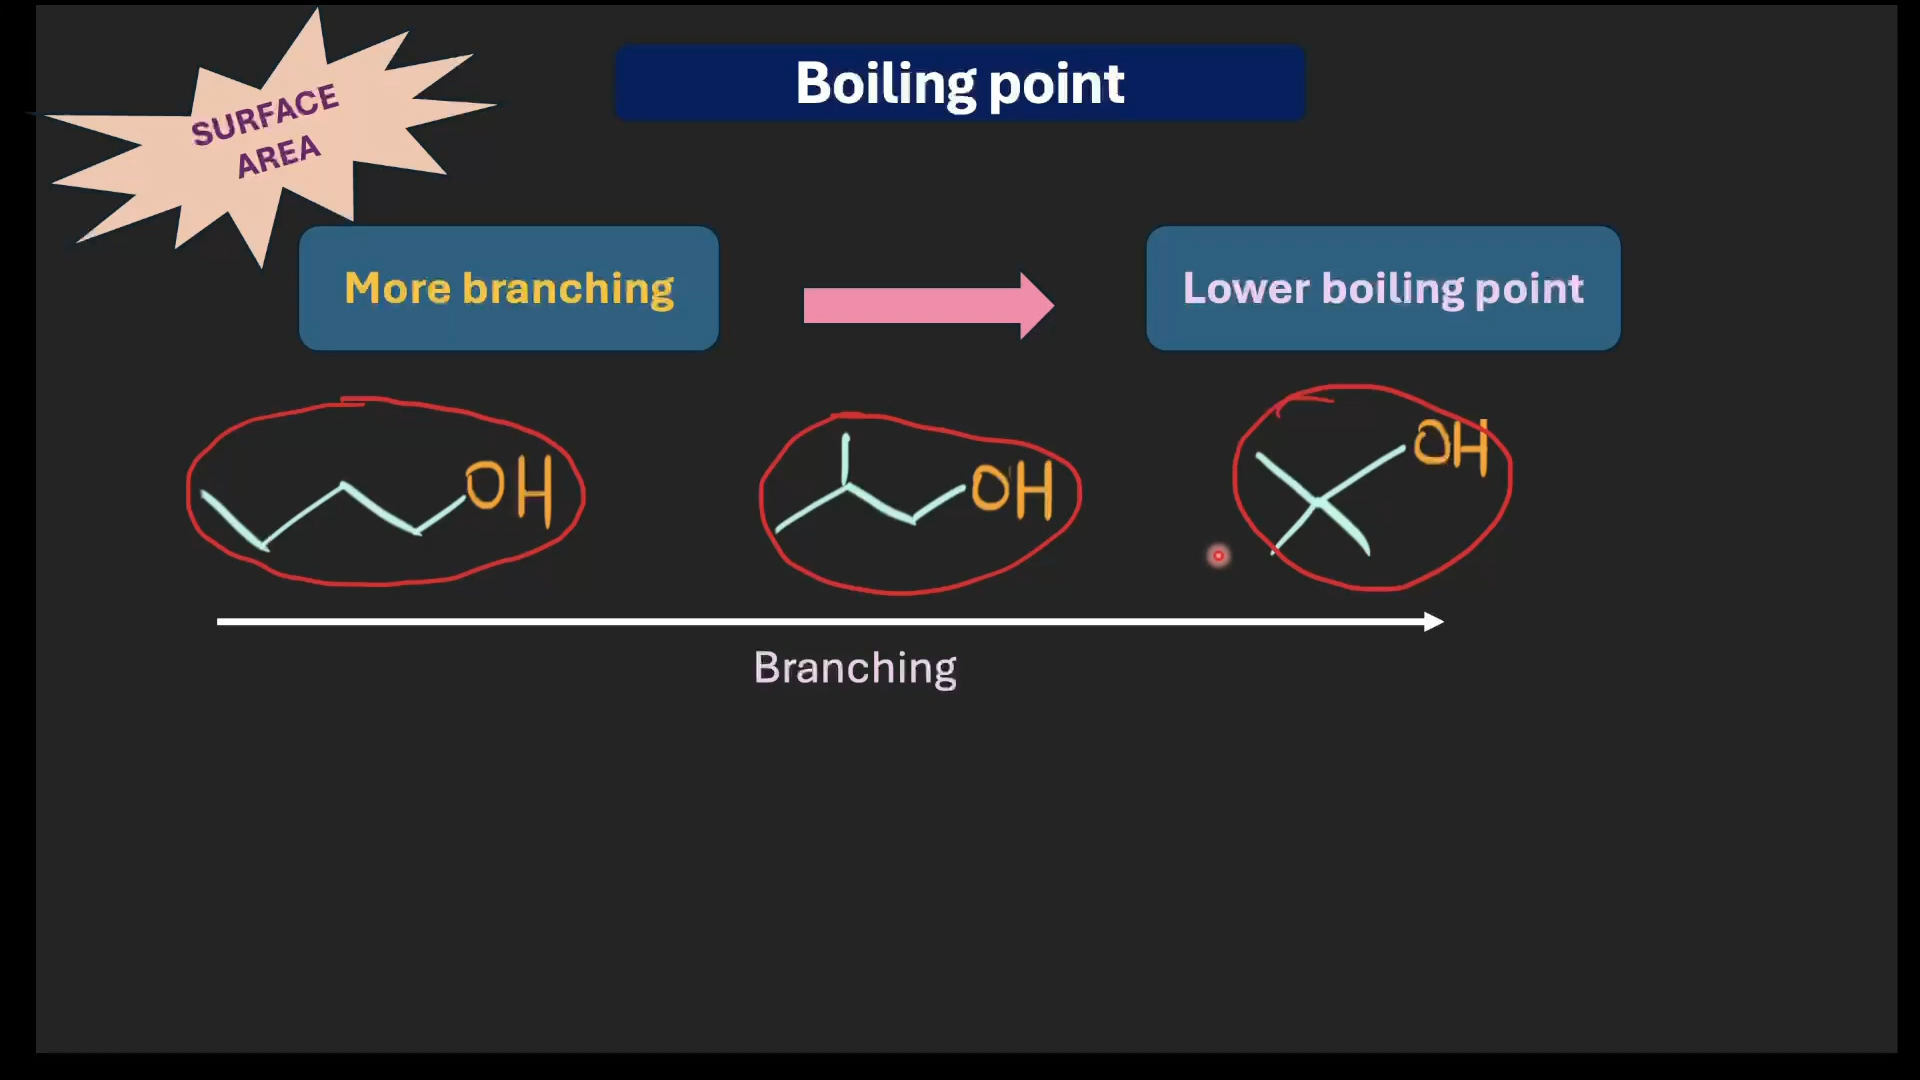 SURFACE
AREA
Boiling point
More branching
Lower boiling point
OH
OH
OH
Branching